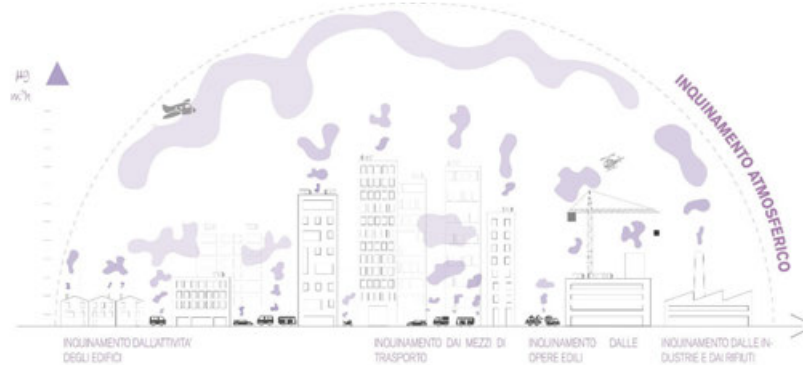 µg
INQUINAMENTO ATMOSFERICO
INQUINAMENTO DALL'ATTIVITA'
DEGLI EDIFICI
INQUINAMENTO DAI MEZZI DI
TRASPORTO
INQUINAMENTO DALLE
OPERE EDILI
INQUINAMENTO DALLE IN-
DUSTRIE E DAI RIFIUTI